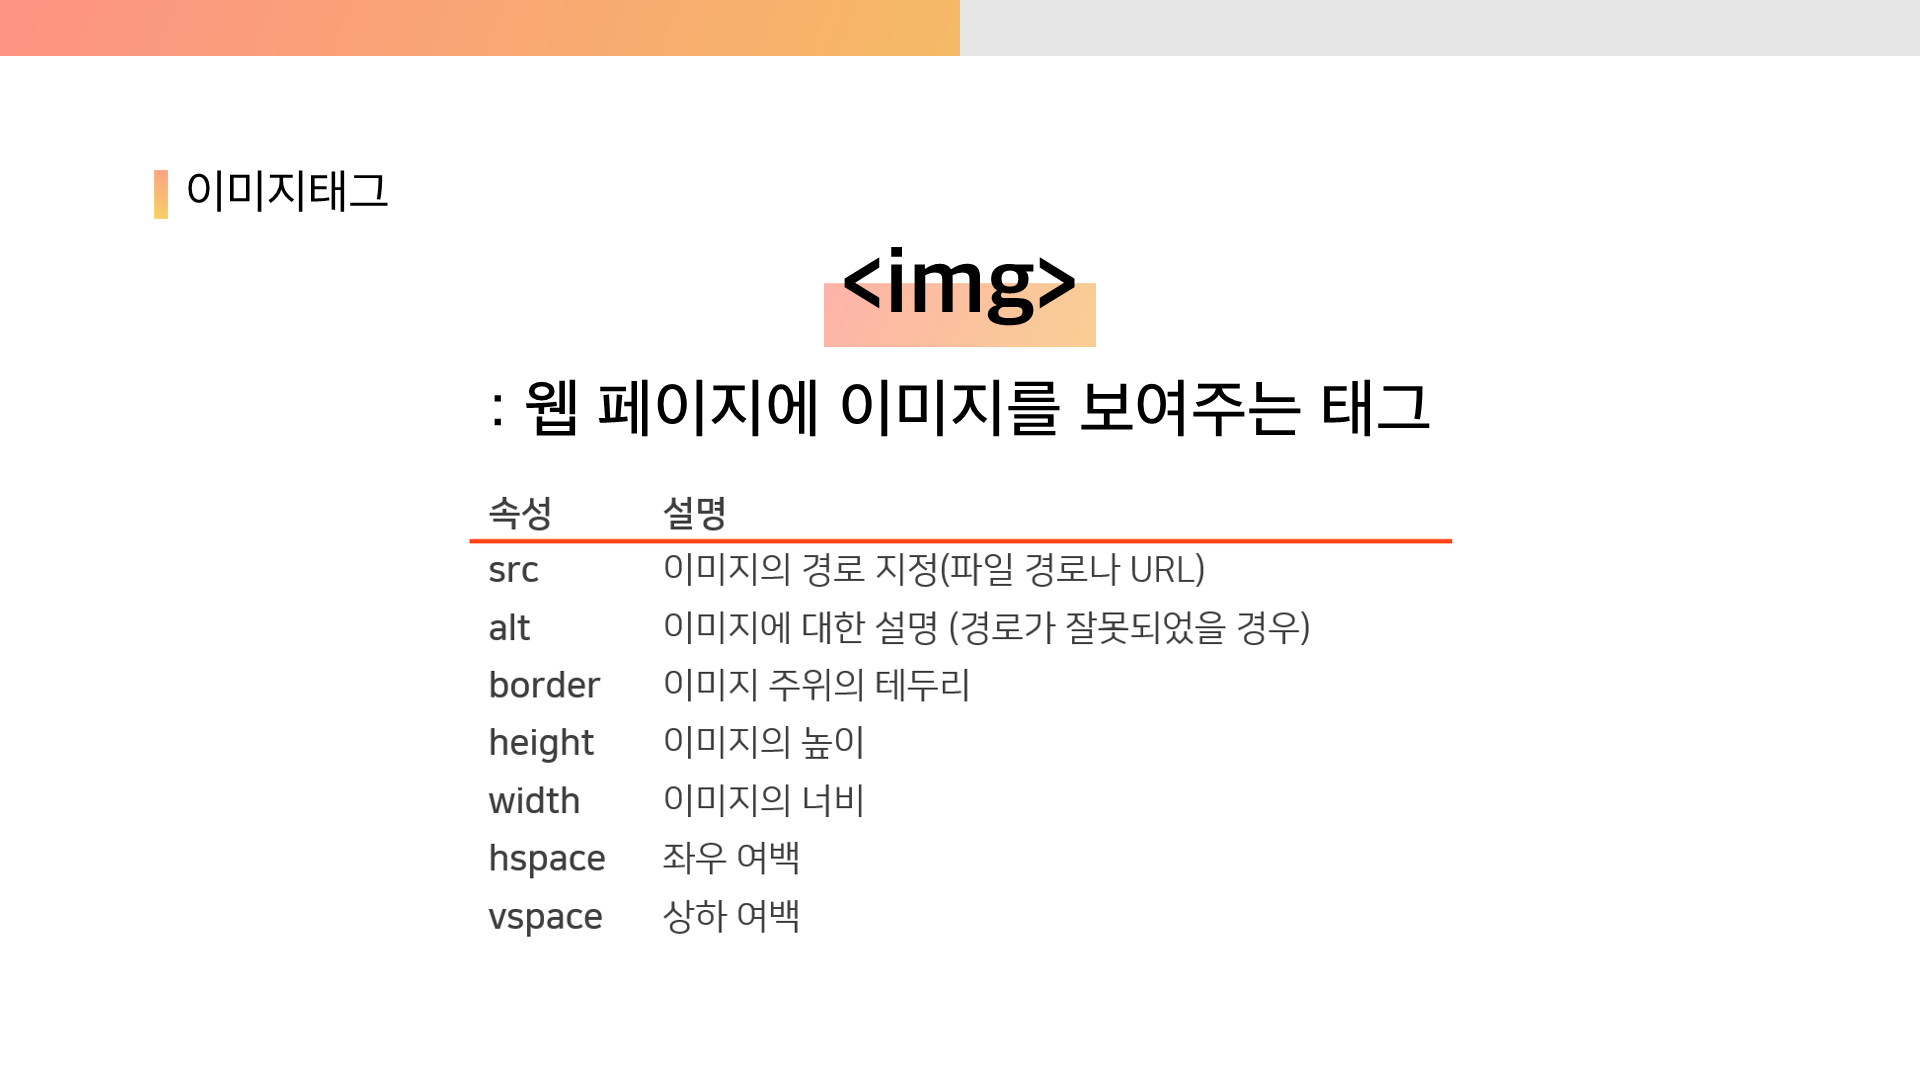 이미지태그
<img>
: 웹 페이지에 이미지를 보여주는 태그
속성 설명
src 이미지의 경로 지정(파일 경로나 URL)
alt 이미지에 대한 설명 (경로가 잘못되었을 경우)
border 이미지 주위의 테두리
height 이미지의 높이
width 이미지의 너비
hspace 좌우 여백
vspace 상하 여백